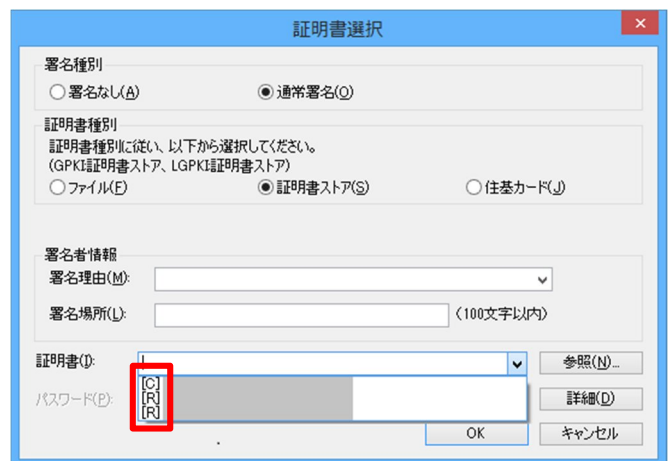 証明書選択
署名種別
署名なし(A) 通常署名(O)
証明書種別
証明書種別に従い、以下から選択してください。
(GPKI証明書ストア、LGPKI証明書ストア)
ファイル(F) 証明書ストア(S) 住基カード(J)
署名者情報
署名理由(M):
署名場所(L): (100文字以内)
証明書(I): 参照(N)...
[C]
パスワード(P): [R] 詳細(D)
[R]
OK キャンセル